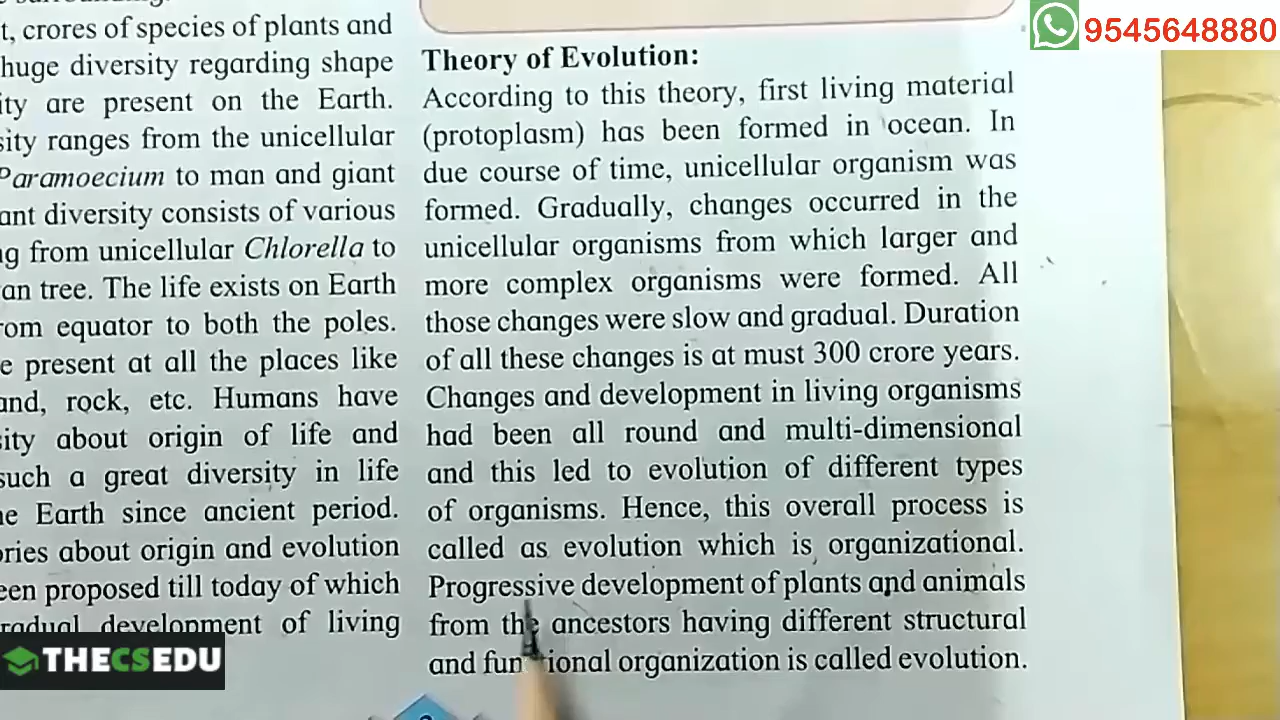 t, crores of species of plants and
huge diversity regarding shape
ity are present on the Earth.
sity ranges from the unicellular
Paramoecium to man and giant
ant diversity consists of various
g from unicellular Chlorella to
an tree. The life exists on Earth
rom equator to both the poles.
e present at all the places like
and, rock, etc. Humans have
sity about origin of life and
such a great diversity in life
he Earth since ancient period.
ories about origin and evolution
een proposed till today of which
radual development of living
THECSEDU
9545648880
Theory of Evolution:
According to this theory, first living material
(protoplasm) has been formed in ocean. In
due course of time, unicellular organism was
formed. Gradually, changes occurred in the
unicellular organisms from which larger and
more complex organisms were formed. All
those changes were slow and gradual. Duration
of all these changes is at must 300 crore years.
Changes and development in living organisms
had been all round and multi-dimensional
and this led to evolution of different types
of organisms. Hence, this overall process is
called as evolution which is organizational.
Progressive development of plants and animals
from the ancestors having different structural
and functional organization is called evolution.